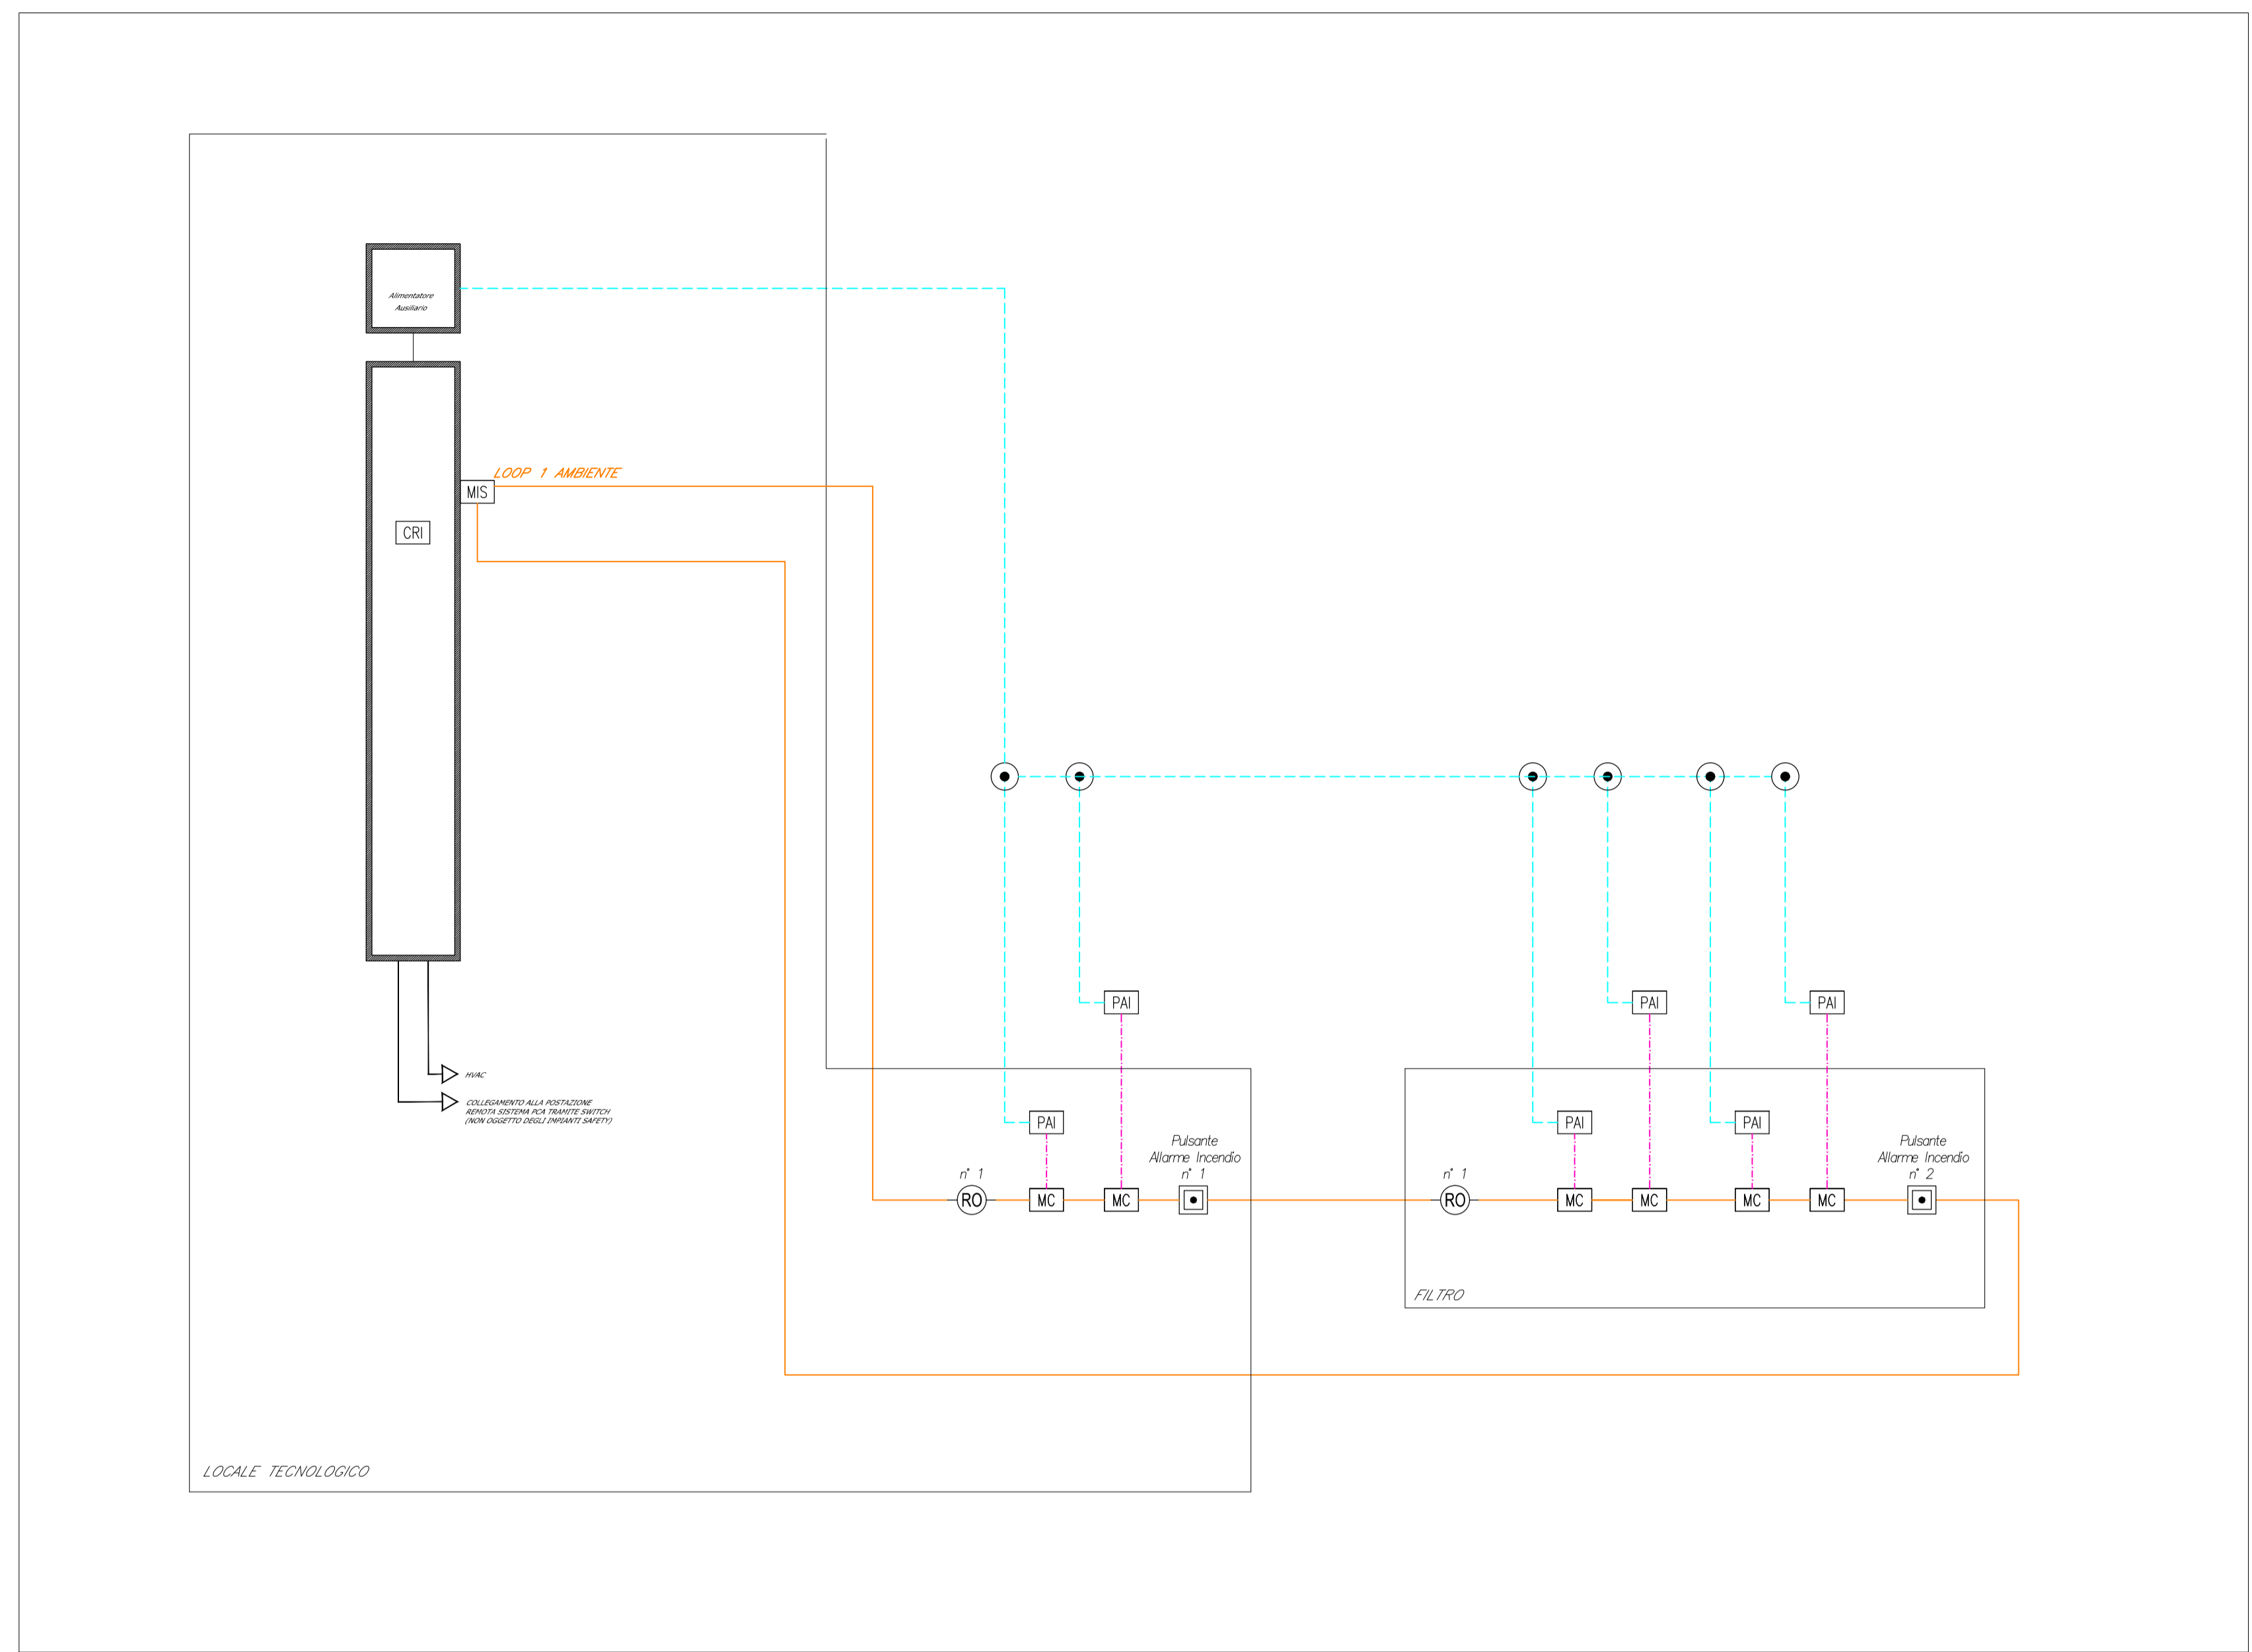 Alimentatore
Ausiliario
LOOP 1 AMBIENTE
MIS
CRI
PAI
PAI
PAI
HVAC
COLLEGAMENTO ALLA POSTAZIONE
REMOTA SISTEMA PCA TRAMITE SWITCH
(NON OGGETTO DEGLI IMPIANTI SAFETY)
PAI
PAI
PAI
Pulsante
Allarme Incendio
n° 1
Pulsante
Allarme Incendio
n° 2
n° 1
n° 1
RO
MC
MC
RO
MC
MC
MC
MC
FILTRO
LOCALE TECNOLOGICO